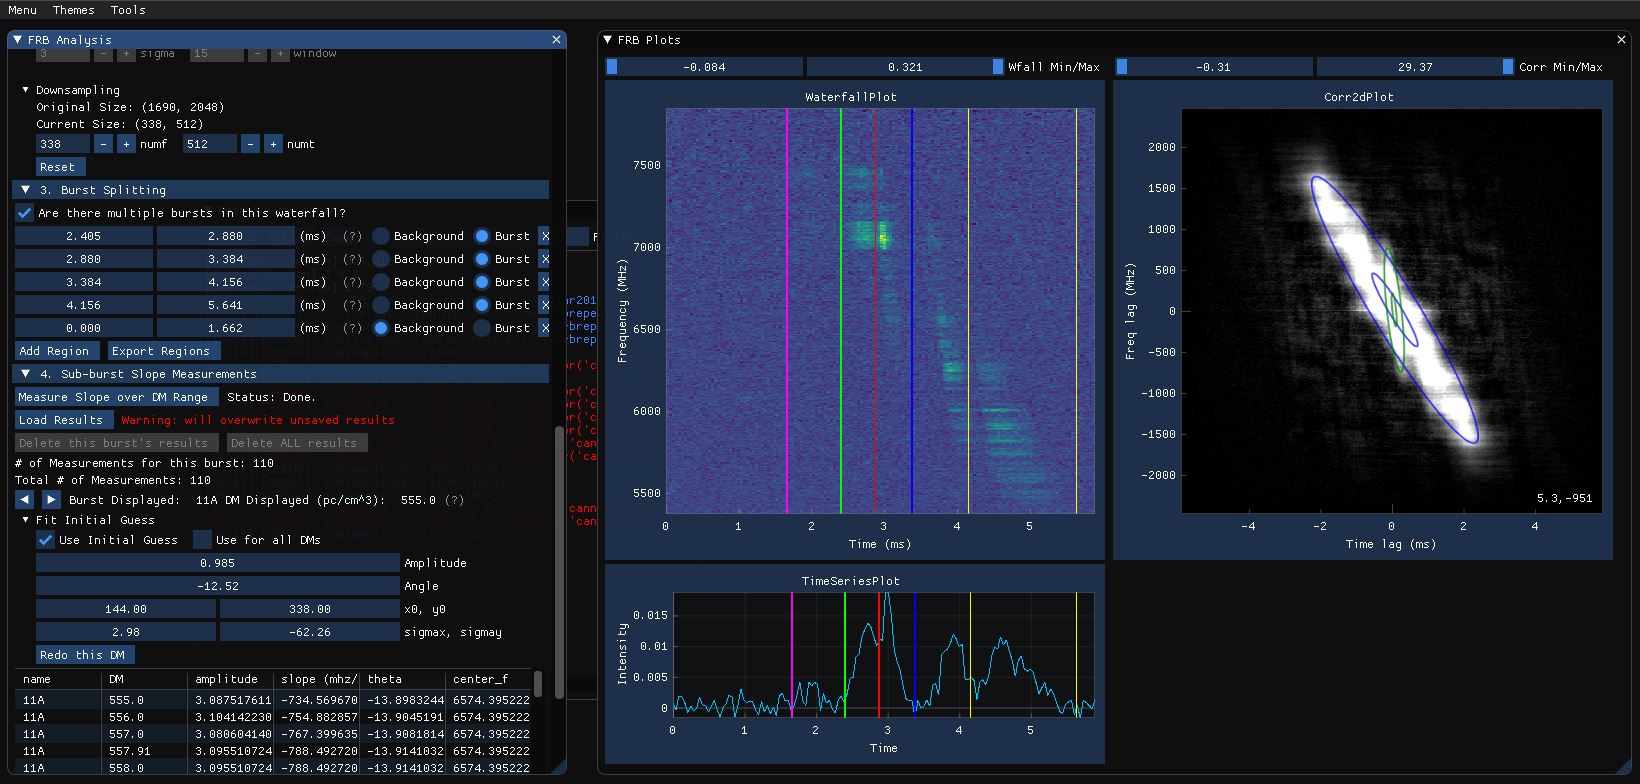 Menu Themes Tools
FRB Analysis
3 - + sigma 15 - + window
Downsampling
Original Size: (1690, 2048)
Current Size: (338, 512)
338 - + numf 512 - + numt
Reset
3. Burst Splitting
Are there multiple bursts in this waterfall?
2.405 2.880 (ms) (?) Background Burst X
2.880 3.384 (ms) (?) Background Burst X
3.384 4.156 (ms) (?) Background Burst X
4.156 5.641 (ms) (?) Background Burst X
0.000 1.662 (ms) (?) Background Burst X
Add Region Export Regions
4. Sub-burst Slope Measurements
Measure Slope over DM Range Status: Done.
Load Results Warning: will overwrite unsaved results
Delete this burst's results Delete ALL results
# of Measurements for this burst: 110
Total # of Measurements: 110
Burst Displayed: 11A DM Displayed (pc/cm^3): 555.0 (?)
Fit Initial Guess
Use Initial Guess Use for all DMs
0.985 Amplitude
-12.52 Angle
144.00 338.00 x0, y0
2.98 -62.26 sigmax, sigmay
Redo this DM
name DM amplitude slope (mhz/ theta center_f
11A 555.0 3.087517611 -734.569670 -13.8983244 6574.395222
11A 556.0 3.104142230 -754.882857 -13.9045191 6574.395222
11A 557.0 3.080604140 -767.399635 -13.9081814 6574.395222
11A 557.91 3.095510724 -788.492720 -13.9141032 6574.395222
11A 558.0 3.095510724 -788.492720 -13.9141032 6574.395222
FRB Plots
-0.084 0.321 Wfall Min/Max
-0.31 29.37 Corr Min/Max
WaterfallPlot
Frequency (MHz)
7500
7000
6500
6000
5500
0 1 2 3 4 5
Time (ms)
Corr2dPlot
Freq lag (MHz)
2000
1500
1000
500
0
-500
-1000
-1500
-2000
5.3,-951
-4 -2 0 2 4
Time lag (ms)
TimeSeriesPlot
Intensity
0.015
0.01
0.005
0
0 1 2 3 4 5
Time